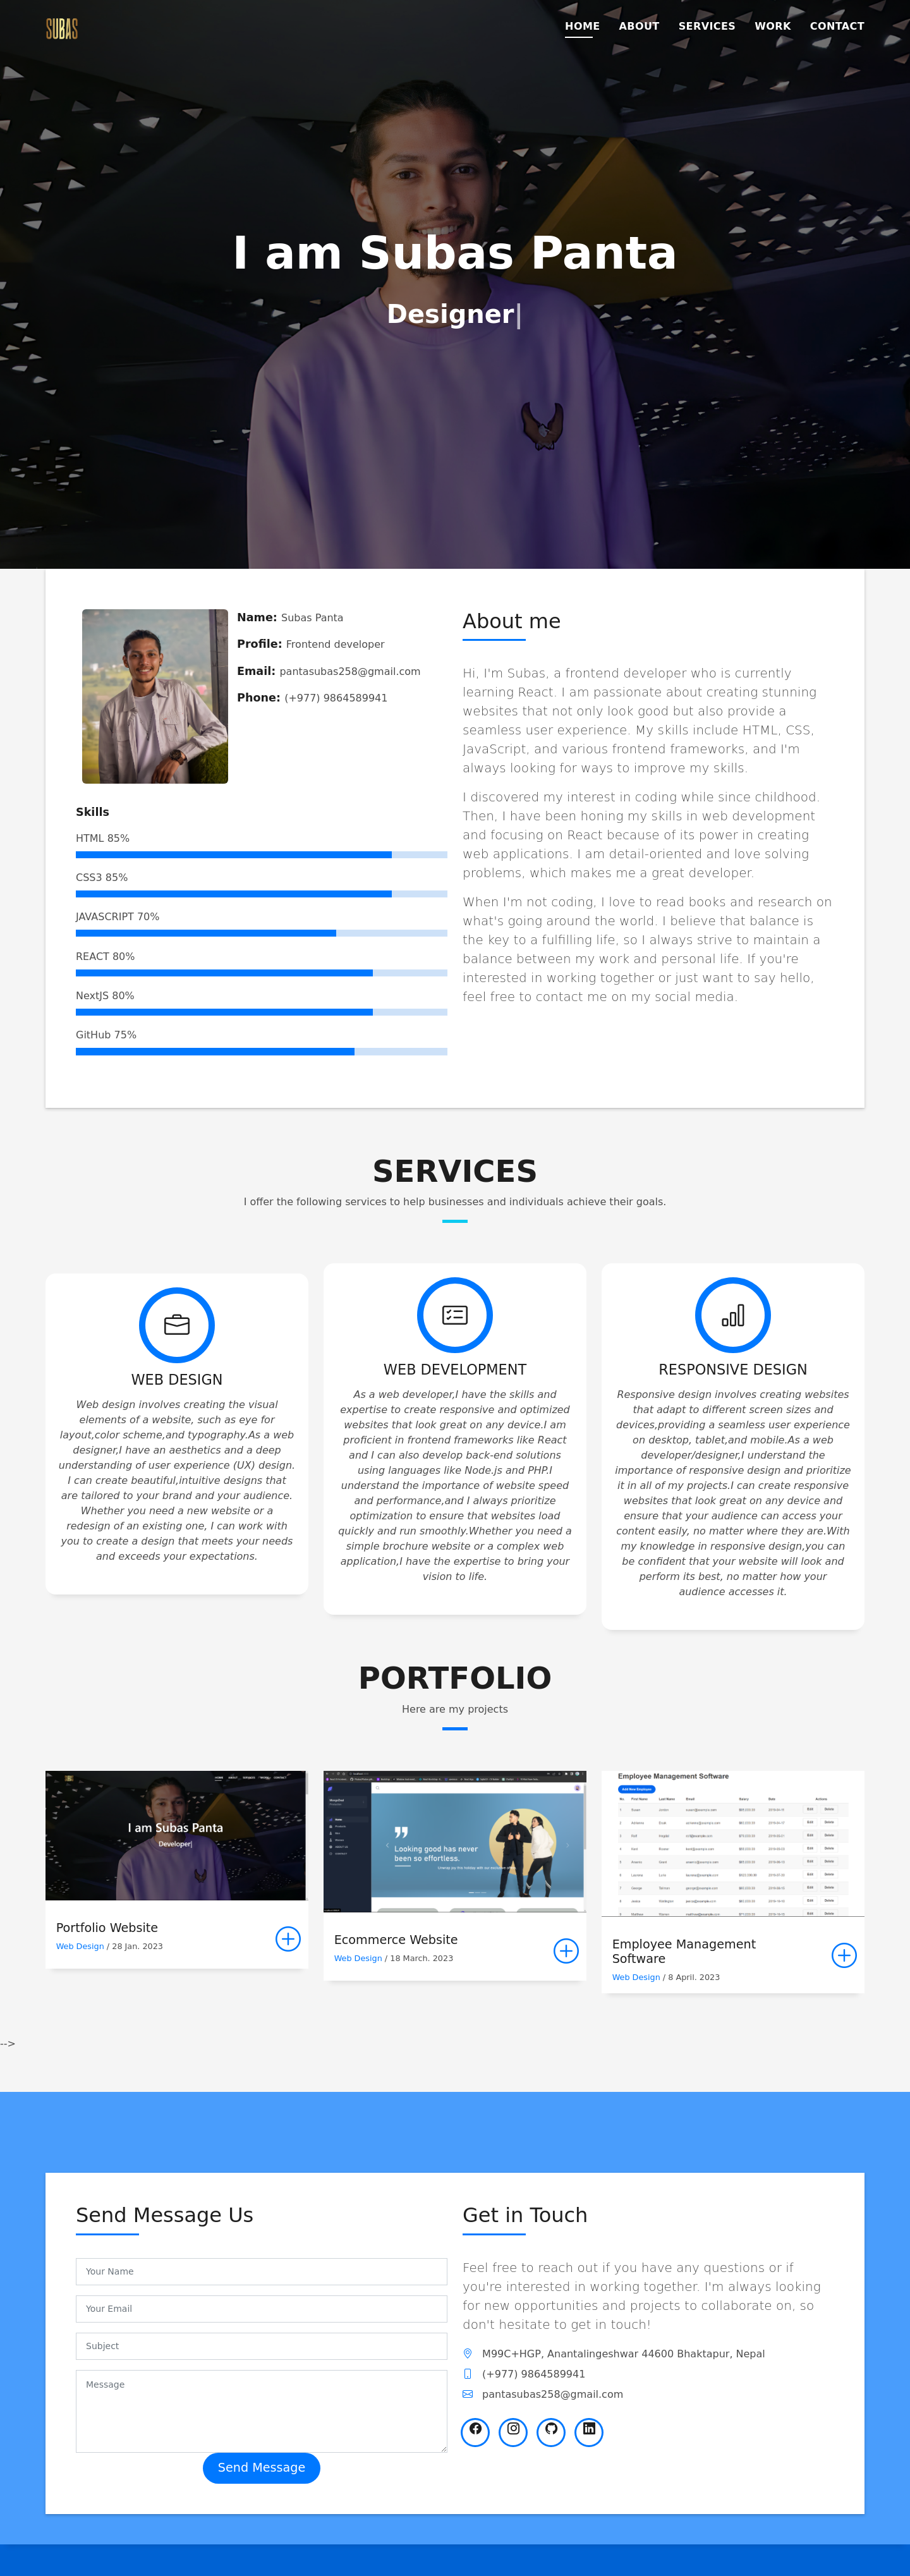 SUBAS
HOME ABOUT SERVICES WORK CONTACT
I am Subas Panta
Designer|
Name: Subas Panta
Profile: Frontend developer
Email: pantasubas258@gmail.com
Phone: (+977) 9864589941
Skills
HTML 85%
CSS3 85%
JAVASCRIPT 70%
REACT 80%
NextJS 80%
GitHub 75%
About me
Hi, I'm Subas, a frontend developer who is currently
learning React. I am passionate about creating stunning
websites that not only look good but also provide a
seamless user experience. My skills include HTML, CSS,
JavaScript, and various frontend frameworks, and I'm
always looking for ways to improve my skills.
I discovered my interest in coding while since childhood.
Then, I have been honing my skills in web development
and focusing on React because of its power in creating
web applications. I am detail-oriented and love solving
problems, which makes me a great developer.
When I'm not coding, I love to read books and research on
what's going around the world. I believe that balance is
the key to a fulfilling life, so I always strive to maintain a
balance between my work and personal life. If you're
interested in working together or just want to say hello,
feel free to contact me on my social media.
SERVICES
I offer the following services to help businesses and individuals achieve their goals.
WEB DESIGN
Web design involves creating the visual
elements of a website, such as eye for
layout,color scheme,and typography.As a web
designer,I have an aesthetics and a deep
understanding of user experience (UX) design.
I can create beautiful,intuitive designs that
are tailored to your brand and your audience.
Whether you need a new website or a
redesign of an existing one, I can work with
you to create a design that meets your needs
and exceeds your expectations.
WEB DEVELOPMENT
As a web developer,I have the skills and
expertise to create responsive and optimized
websites that look great on any device.I am
proficient in frontend frameworks like React
and I can also develop back-end solutions
using languages like Node.js and PHP.I
understand the importance of website speed
and performance,and I always prioritize
optimization to ensure that websites load
quickly and run smoothly.Whether you need a
simple brochure website or a complex web
application,I have the expertise to bring your
vision to life.
RESPONSIVE DESIGN
Responsive design involves creating websites
that adapt to different screen sizes and
devices,providing a seamless user experience
on desktop, tablet,and mobile.As a web
developer/designer,I understand the
importance of responsive design and prioritize
it in all of my projects.I can create responsive
websites that look great on any device and
ensure that your audience can access your
content easily, no matter where they are.With
my knowledge in responsive design,you can
be confident that your website will look and
perform its best, no matter how your
audience accesses it.
PORTFOLIO
Here are my projects
I am Subas Panta
Developer|
Portfolio Website
Web Design / 28 Jan. 2023
Looking good has never
been so effortless.
Ecommerce Website
Web Design / 18 March. 2023
Employee Management Software
Add New Employee
No. First Name Last Name Email Salary Date Actions
Employee Management
Software
Web Design / 8 April. 2023
-->
Send Message Us
Your Name
Your Email
Subject
Message
Send Message
Get in Touch
Feel free to reach out if you have any questions or if
you're interested in working together. I'm always looking
for new opportunities and projects to collaborate on, so
don't hesitate to get in touch!
M99C+HGP, Anantalingeshwar 44600 Bhaktapur, Nepal
(+977) 9864589941
pantasubas258@gmail.com